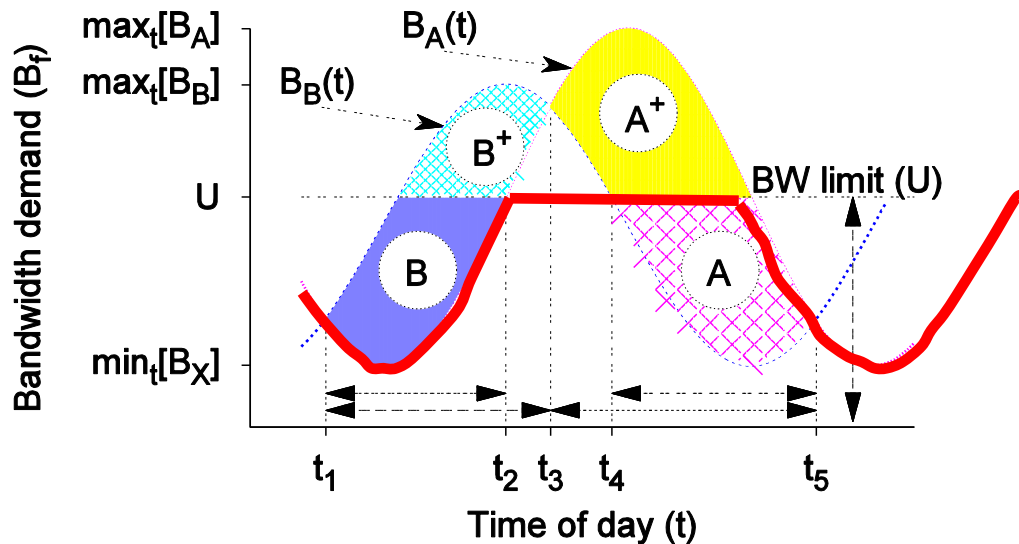 max_t[B_A]
B_A(t)
max_t[B_B]
B_B(t)
B⁺
A⁺
U
BW limit (U)
B
A
min_t[B_X]
Bandwidth demand (B_f)
t₁
t₂
t₃
t₄
t₅
Time of day (t)